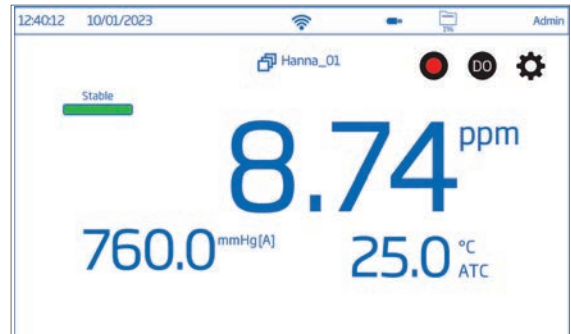 12:40:12 10/01/2023 1% Admin
Hanna_01 DO
Stable
8.74 ppm
760.0 mmHg[A] 25.0 °C
ATC